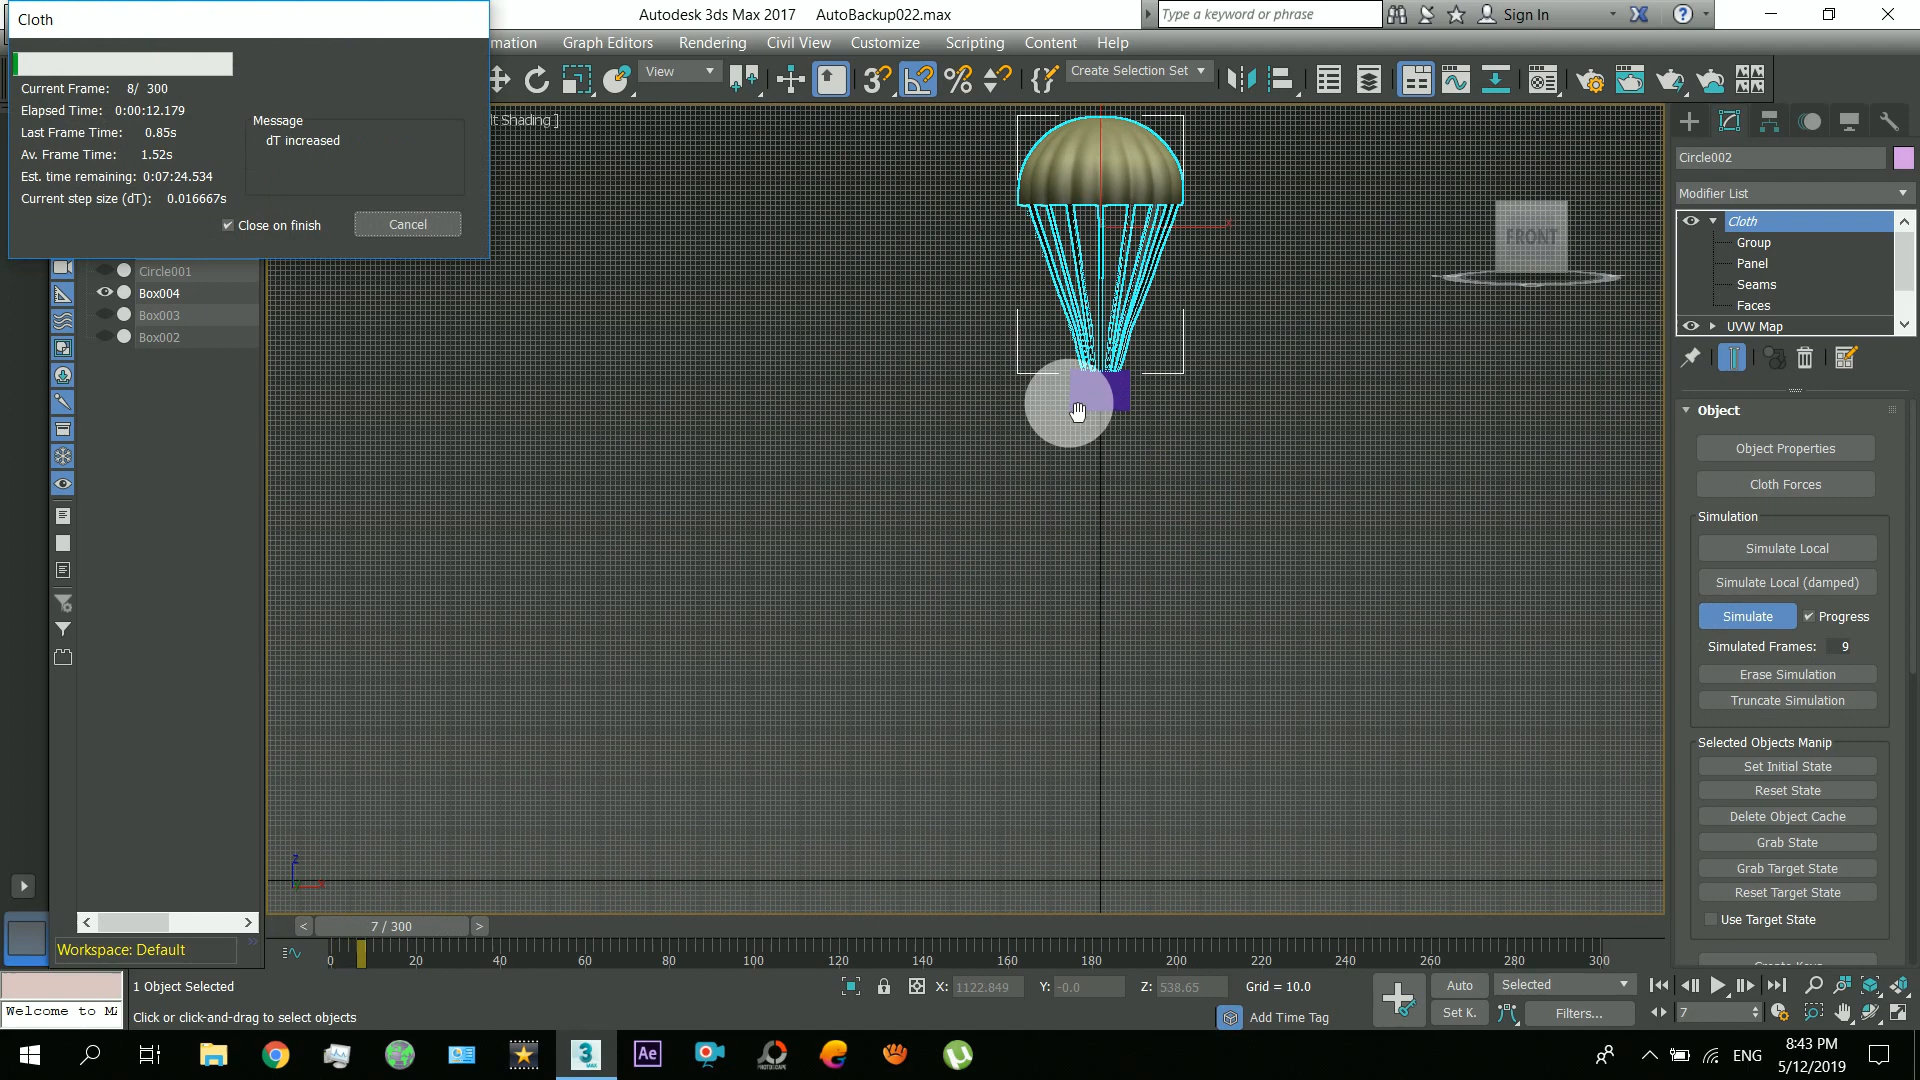 Cloth
Autodesk 3ds Max 2017 AutoBackup022.max
Type a keyword or phrase
Sign In
mation Graph Editors Rendering Civil View Customize Scripting Content Help
View
Create Selection Set
Current Frame: 8/ 300
Elapsed Time: 0:00:12.179
Last Frame Time: 0.85s
Av. Frame Time: 1.52s
Est. time remaining: 0:07:24.534
Current step size (dT): 0.016667s
Message
dT increased
Close on finish
Cancel
lt Shading ]
FRONT
Circle001
Box004
Box003
Box002
Circle002
Modifier List
Cloth
Group
Panel
Seams
Faces
UVW Map
Object
Object Properties
Cloth Forces
Simulation
Simulate Local
Simulate Local (damped)
Simulate
Progress
Simulated Frames: 9
Erase Simulation
Truncate Simulation
Selected Objects Manip
Set Initial State
Reset State
Delete Object Cache
Grab State
Grab Target State
Reset Target State
Use Target State
x
z
x
< >
< 7 / 300 >
Workspace: Default
0 20 40 60 80 100 120 140 160 180 200 220 240 260 280 300
1 Object Selected
X: 1122.849 Y: -0.0 Z: 538.65 Grid = 10.0
Auto
Selected
Welcome to MA
Click or click-and-drag to select objects
Add Time Tag
Set K.
Filters...
7
3
MAX
Ae
PHOTOSCAPE
ENG
8:43 PM
5/12/2019